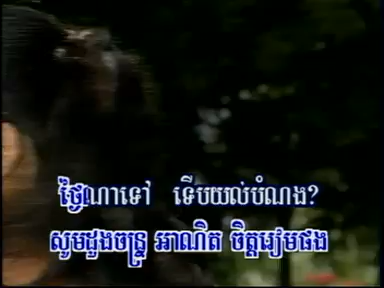 ថ្ងៃណាទៅ ទើបយល់បំណង?
សូមដួងចន្ទ្រ អាណិត ចិត្តរៀមផង